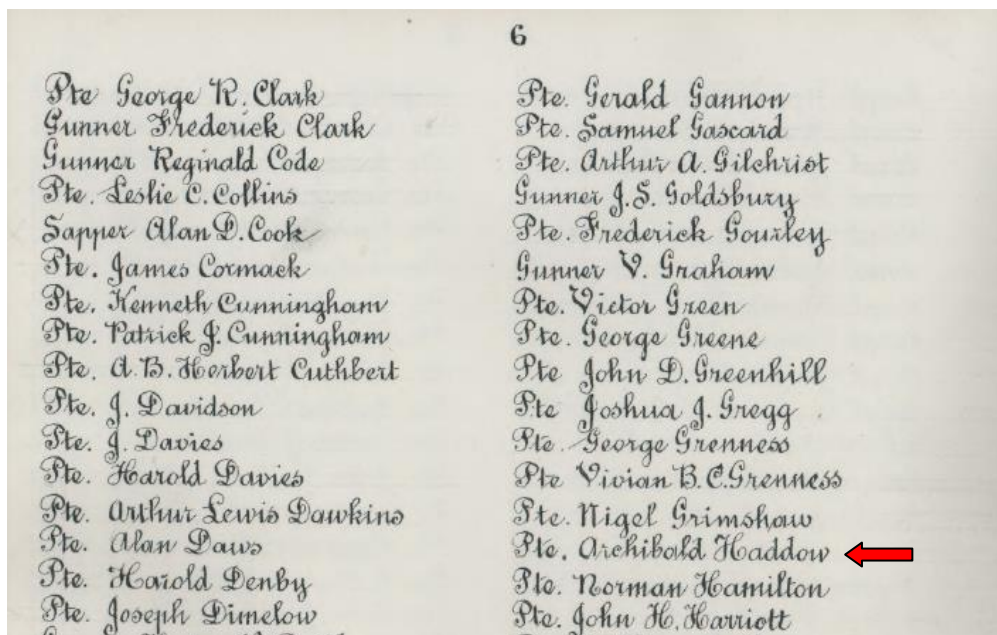 6
Pte George R. Clark
Gunner Frederick Clark
Gunner Reginald Code
Pte. Leslie C. Collins
Sapper Alan D. Cook
Pte. James Cormack
Pte. Kenneth Cunningham
Pte. Patrick J. Cunningham
Pte. A. B. Herbert Cuthbert
Pte. J. Davidson
Pte. J. Davies
Pte. Harold Davies
Pte. Arthur Lewis Dawkins
Pte. Alan Daws
Pte. Harold Denby
Pte. Joseph Dimelow
Pte. Gerald Gannon
Pte. Samuel Gascard
Pte. Arthur A. Gilchrist
Gunner J. S. Goldsbury
Pte. Frederick Gourley
Gunner V. Graham
Pte. Victor Green
Pte. George Greene
Pte John D. Greenhill
Pte Joshua J. Gregg
Pte. George Grenness
Pte Vivian B. C. Grenness
Pte. Nigel Grimshaw
Pte. Archibald Haddow
Pte. Norman Hamilton
Pte. John H. Harriott